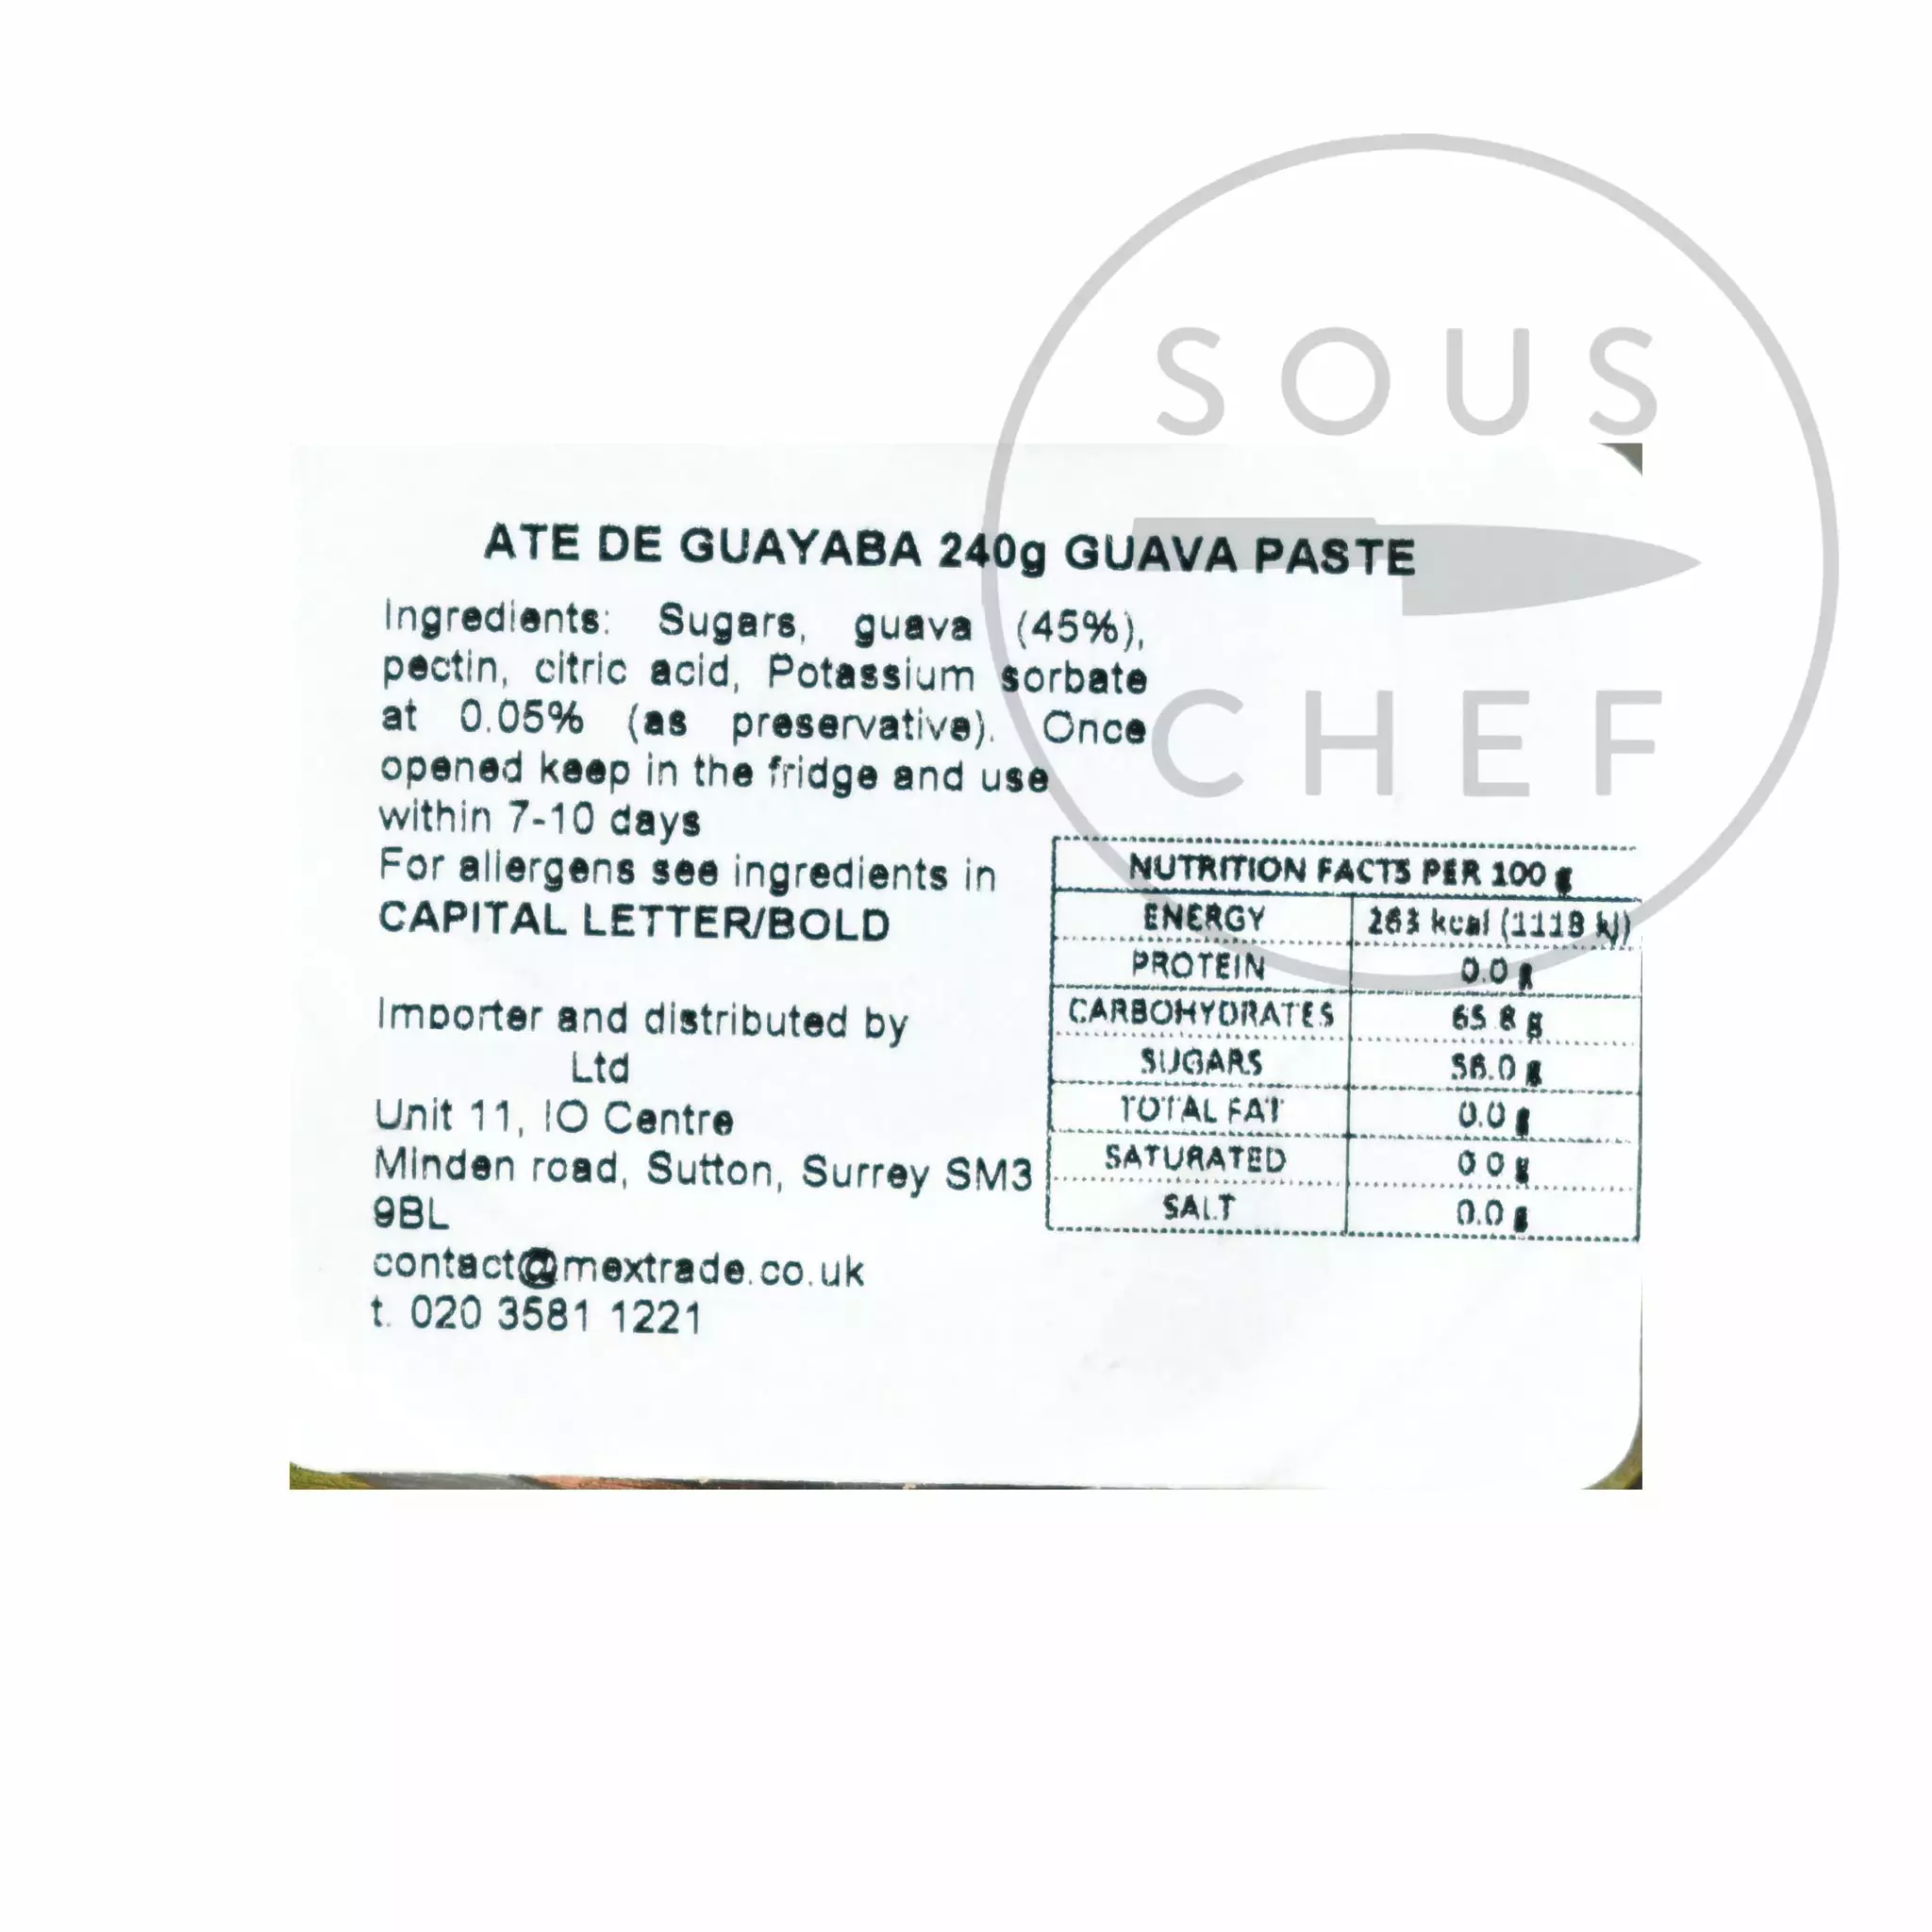 SOUS
CHEF
ATE DE GUAYABA 240g GUAVA PASTE
Ingredients: Sugars, guava (45%),
pectin, citric acid, Potassium sorbate
at 0.05% (as preservative). Once
opened keep in the fridge and use
within 7-10 days
For allergens see ingredients in
CAPITAL LETTER/BOLD
Importer and distributed by
Ltd
Unit 11, IO Centre
Minden road, Sutton, Surrey SM3
9BL
contact@mextrade.co.uk
t. 020 3581 1221
NUTRITION FACTS PER 100 g
ENERGY kcal kJ)
PROTEIN 0.0 g
CARBOHYDRATES 65.8 g
SUGARS g
TOTAL FAT 0.0 g
SATURATED 0.0 g
SALT 0.0 g